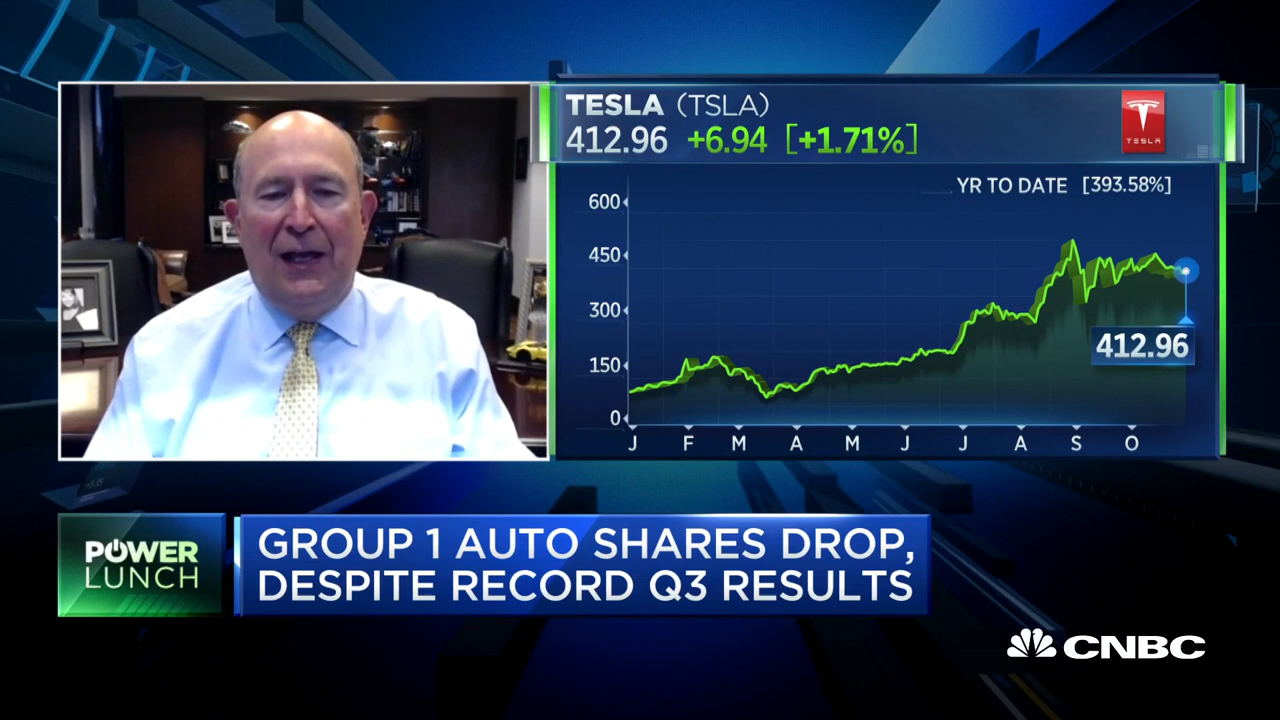 TESLA (TSLA)
412.96 +6.94 [+1.71%]
TESLA
YR TO DATE [393.58%]
600
450
300
150
0
412.96
J F M A M J J A S O
POWER
LUNCH
GROUP 1 AUTO SHARES DROP,
DESPITE RECORD Q3 RESULTS
CNBC